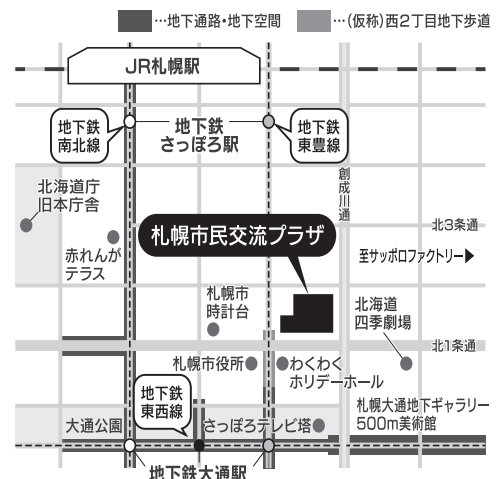 …地下通路・地下空間
…(仮称)西2丁目地下歩道
JR札幌駅
地下鉄
南北線
地下鉄
さっぽろ駅
地下鉄
東豊線
北海道庁
旧本庁舎
創成川通
赤れんが
テラス
札幌市民交流プラザ
北3条通
至サッポロファクトリー▶
札幌市
時計台
北海道
四季劇場
北1条通
札幌市役所
わくわく
ホリデーホール
地下鉄
東西線
大通公園
さっぽろテレビ塔
札幌大通地下ギャラリー
500m美術館
地下鉄大通駅